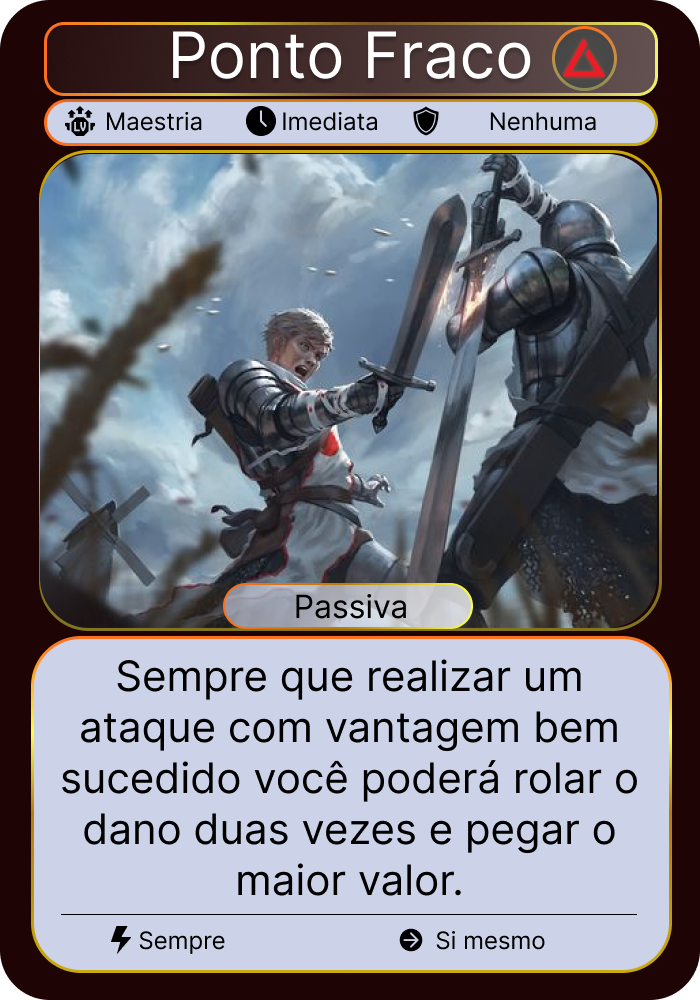 Ponto Fraco
LV Maestria Imediata Nenhuma
Passiva
Sempre que realizar um
ataque com vantagem bem
sucedido você poderá rolar o
dano duas vezes e pegar o
maior valor.
Sempre Si mesmo